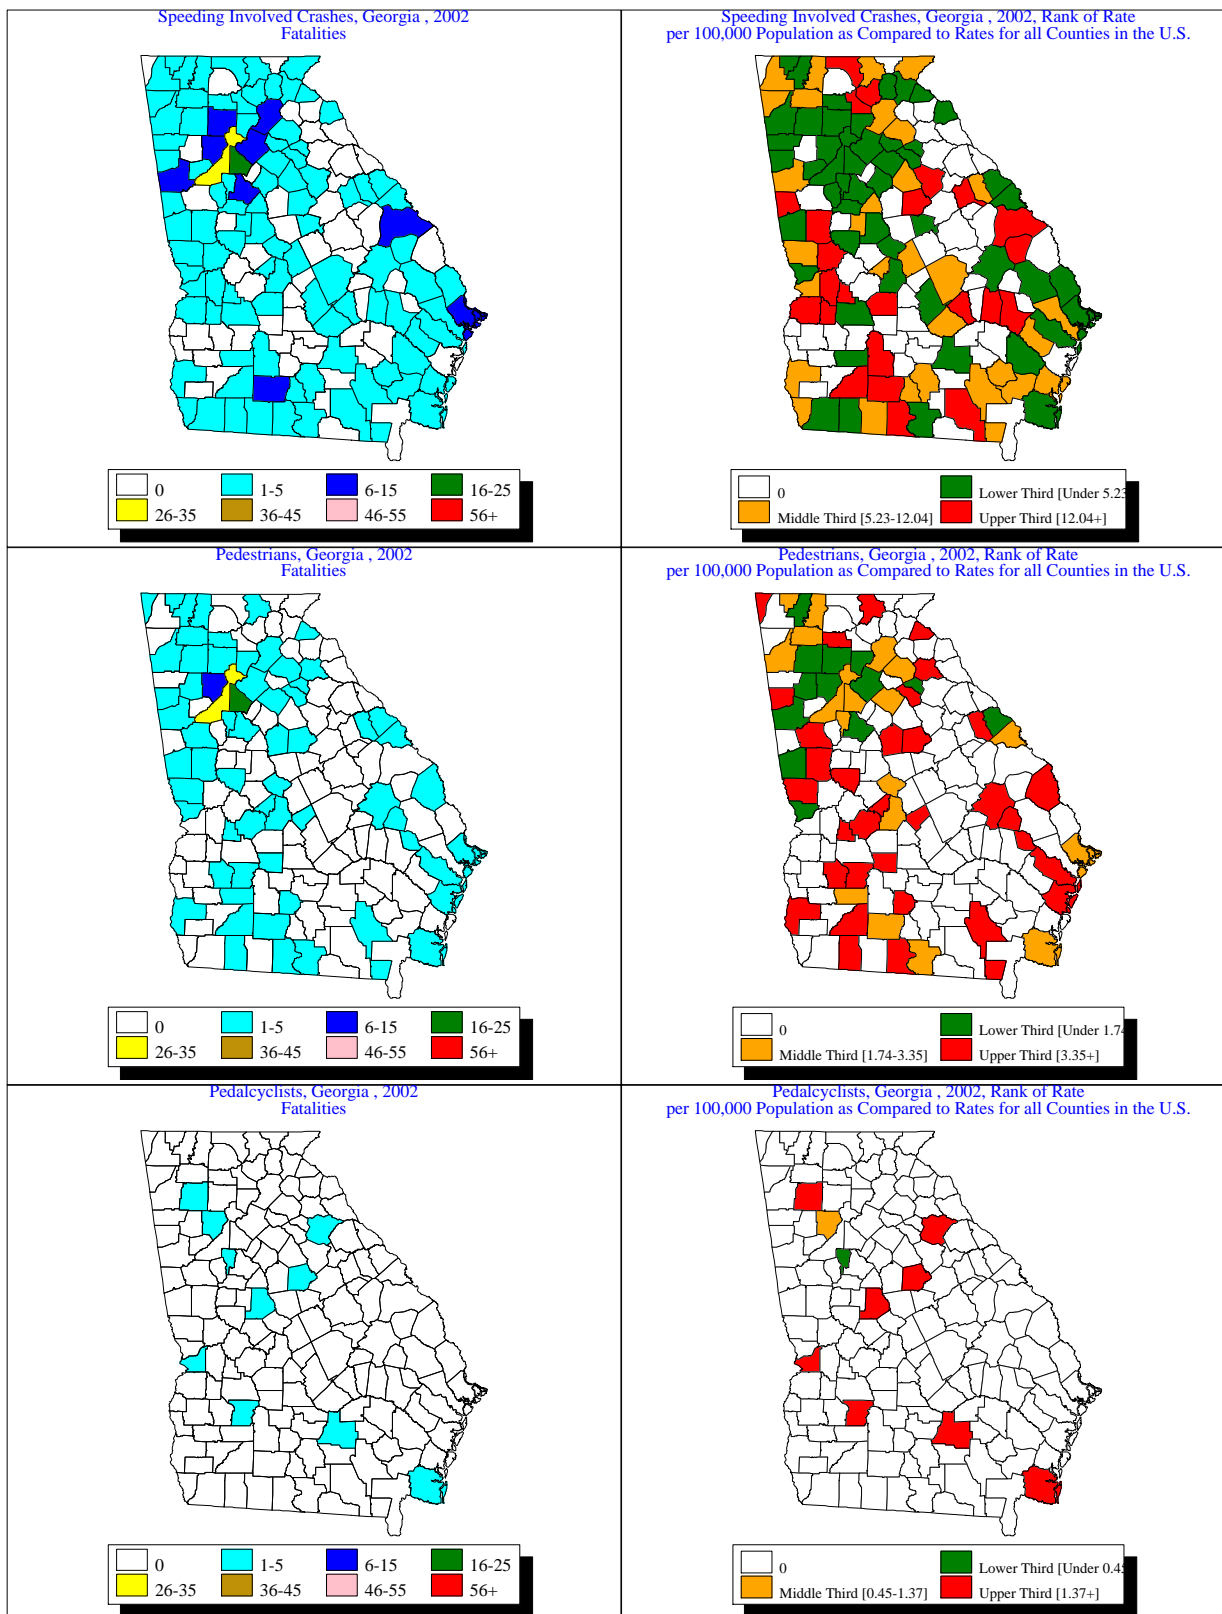 Speeding Involved Crashes, Georgia , 2002
Fatalities
0
1-5
6-15
16-25
26-35
36-45
46-55
56+
Speeding Involved Crashes, Georgia , 2002, Rank of Rate
per 100,000 Population as Compared to Rates for all Counties in the U.S.
0
Lower Third [Under 5.23
Middle Third [5.23-12.04]
Upper Third [12.04+]
Pedestrians, Georgia , 2002
Fatalities
0
1-5
6-15
16-25
26-35
36-45
46-55
56+
Pedestrians, Georgia , 2002, Rank of Rate
per 100,000 Population as Compared to Rates for all Counties in the U.S.
0
Lower Third [Under 1.74
Middle Third [1.74-3.35]
Upper Third [3.35+]
Pedalcyclists, Georgia , 2002
Fatalities
0
1-5
6-15
16-25
26-35
36-45
46-55
56+
Pedalcyclists, Georgia , 2002, Rank of Rate
per 100,000 Population as Compared to Rates for all Counties in the U.S.
0
Lower Third [Under 0.45
Middle Third [0.45-1.37]
Upper Third [1.37+]